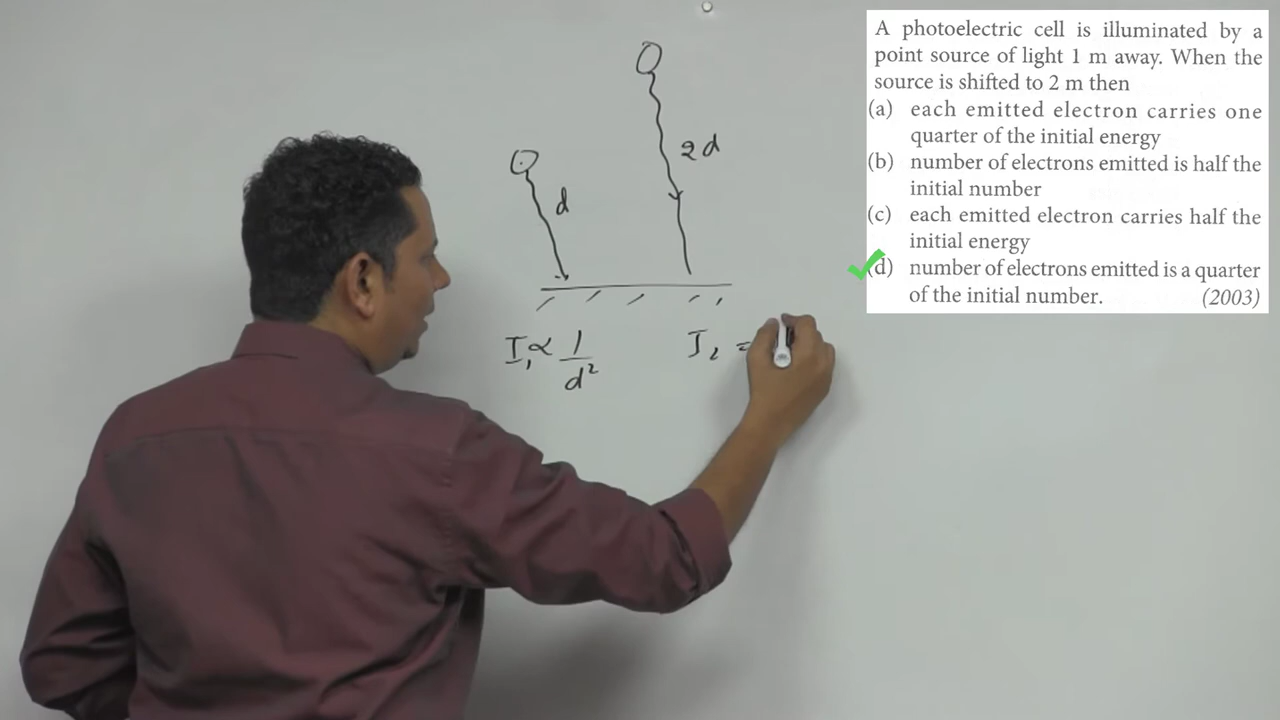 A photoelectric cell is illuminated by a
point source of light 1 m away. When the
source is shifted to 2 m then
(a) each emitted electron carries one
quarter of the initial energy
(b) number of electrons emitted is half the
initial number
(c) each emitted electron carries half the
initial energy
(d) number of electrons emitted is a quarter
of the initial number. (2003)
d
2d
I₁ ∝ 1/d²
I₂ =